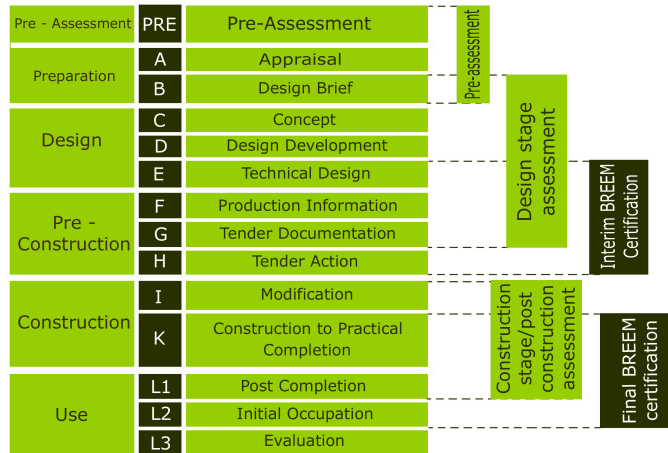 Pre - Assessment PRE Pre-Assessment
Preparation
A Appraisal
B Design Brief
Design
C Concept
D Design Development
E Technical Design
Pre -
Construction
F Production Information
G Tender Documentation
H Tender Action
Construction
I Modification
K Construction to Practical
Completion
Use
L1 Post Completion
L2 Initial Occupation
L3 Evaluation
Pre-assessment
Design stage
assessment
Interim BREEM
Certification
Construction
stage/post
construction
assessment
Final BREEM
certification